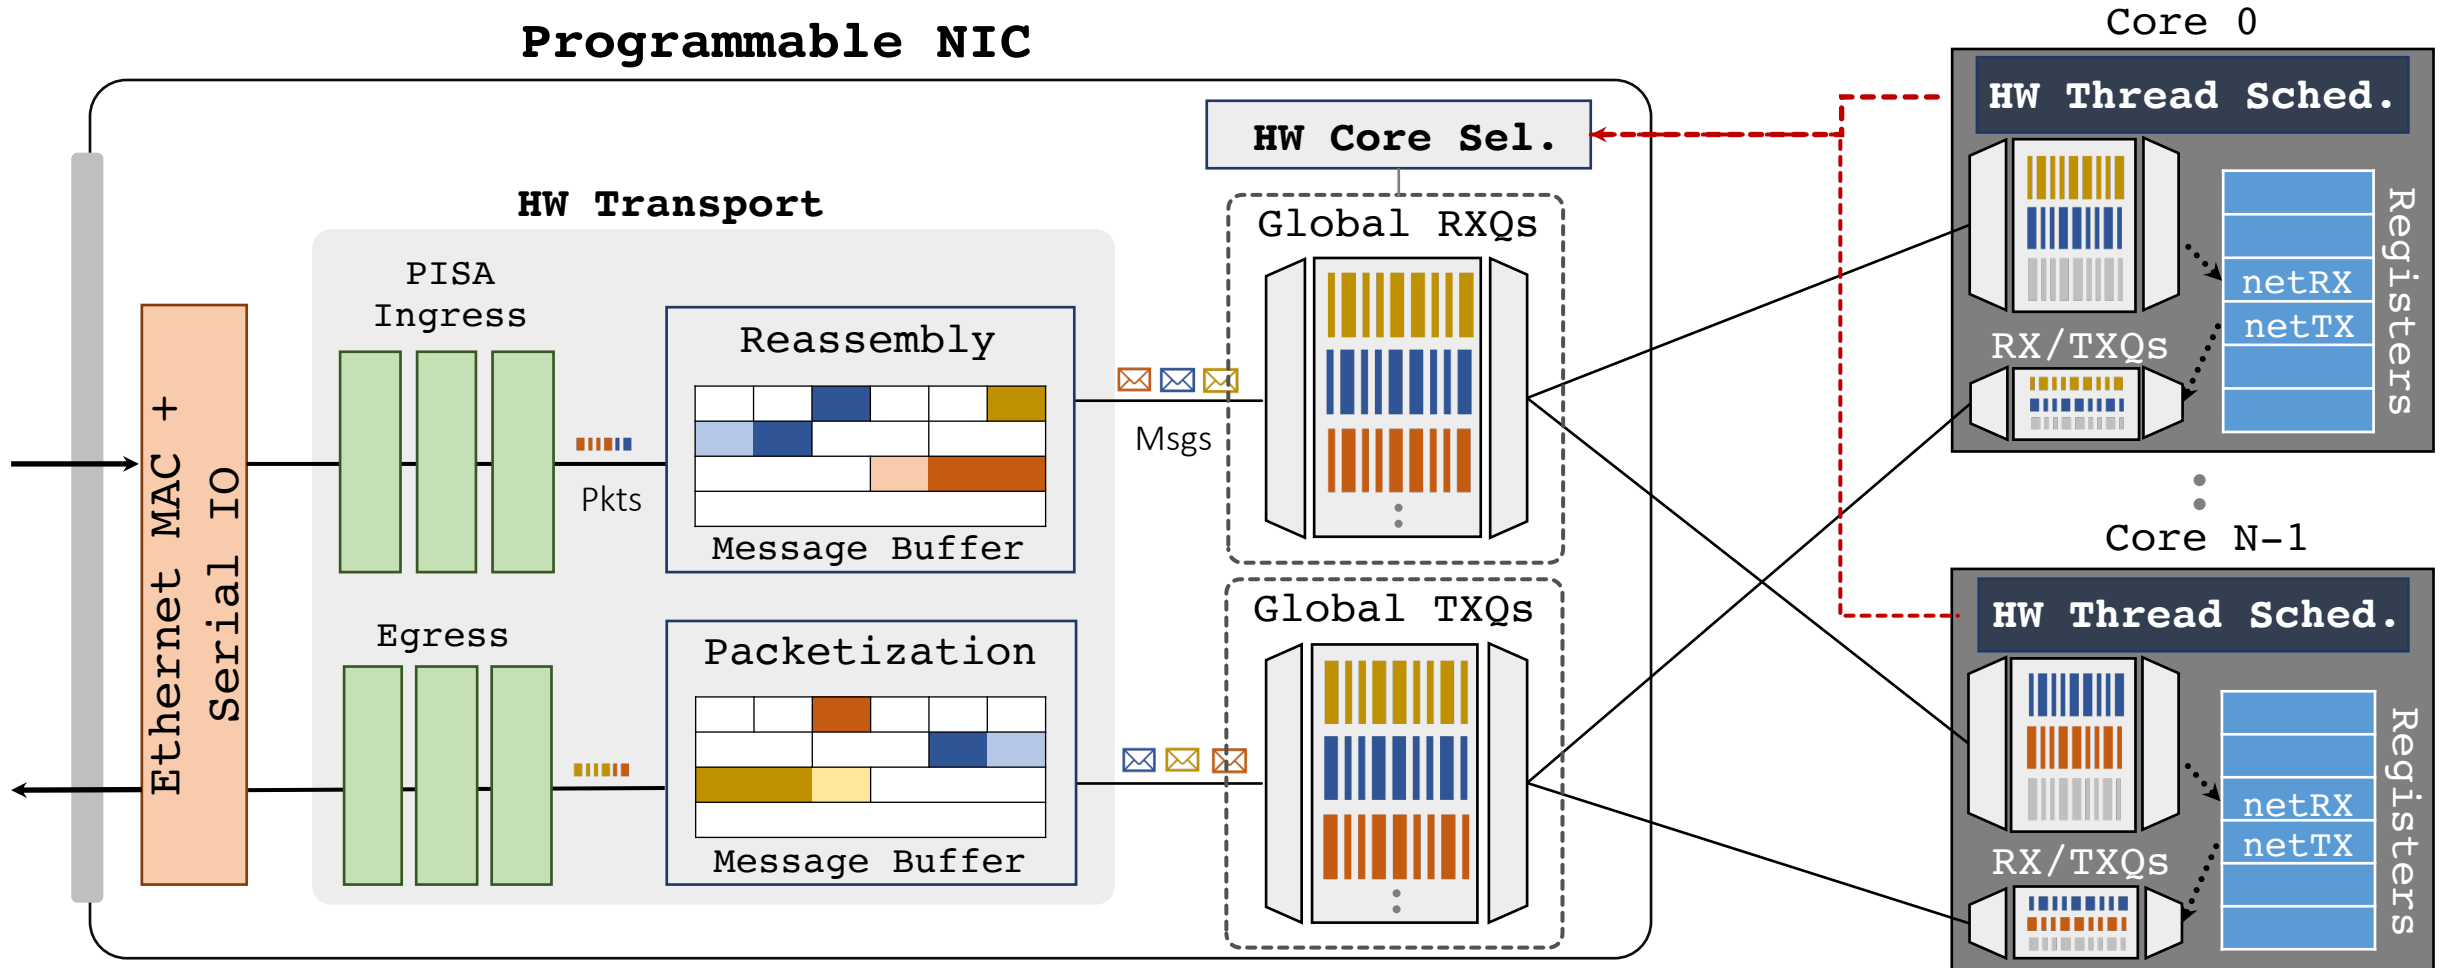 Programmable NIC
Core 0
HW Thread Sched.
HW Core Sel.
HW Transport
Global RXQs
PISA
Ingress
Reassembly
Registers
netRX
netTX
RX/TXQs
Pkts
Msgs
Message Buffer
Ethernet MAC +
Serial IO
Core N-1
HW Thread Sched.
Global TXQs
Egress
Packetization
Registers
netRX
netTX
RX/TXQs
Message Buffer